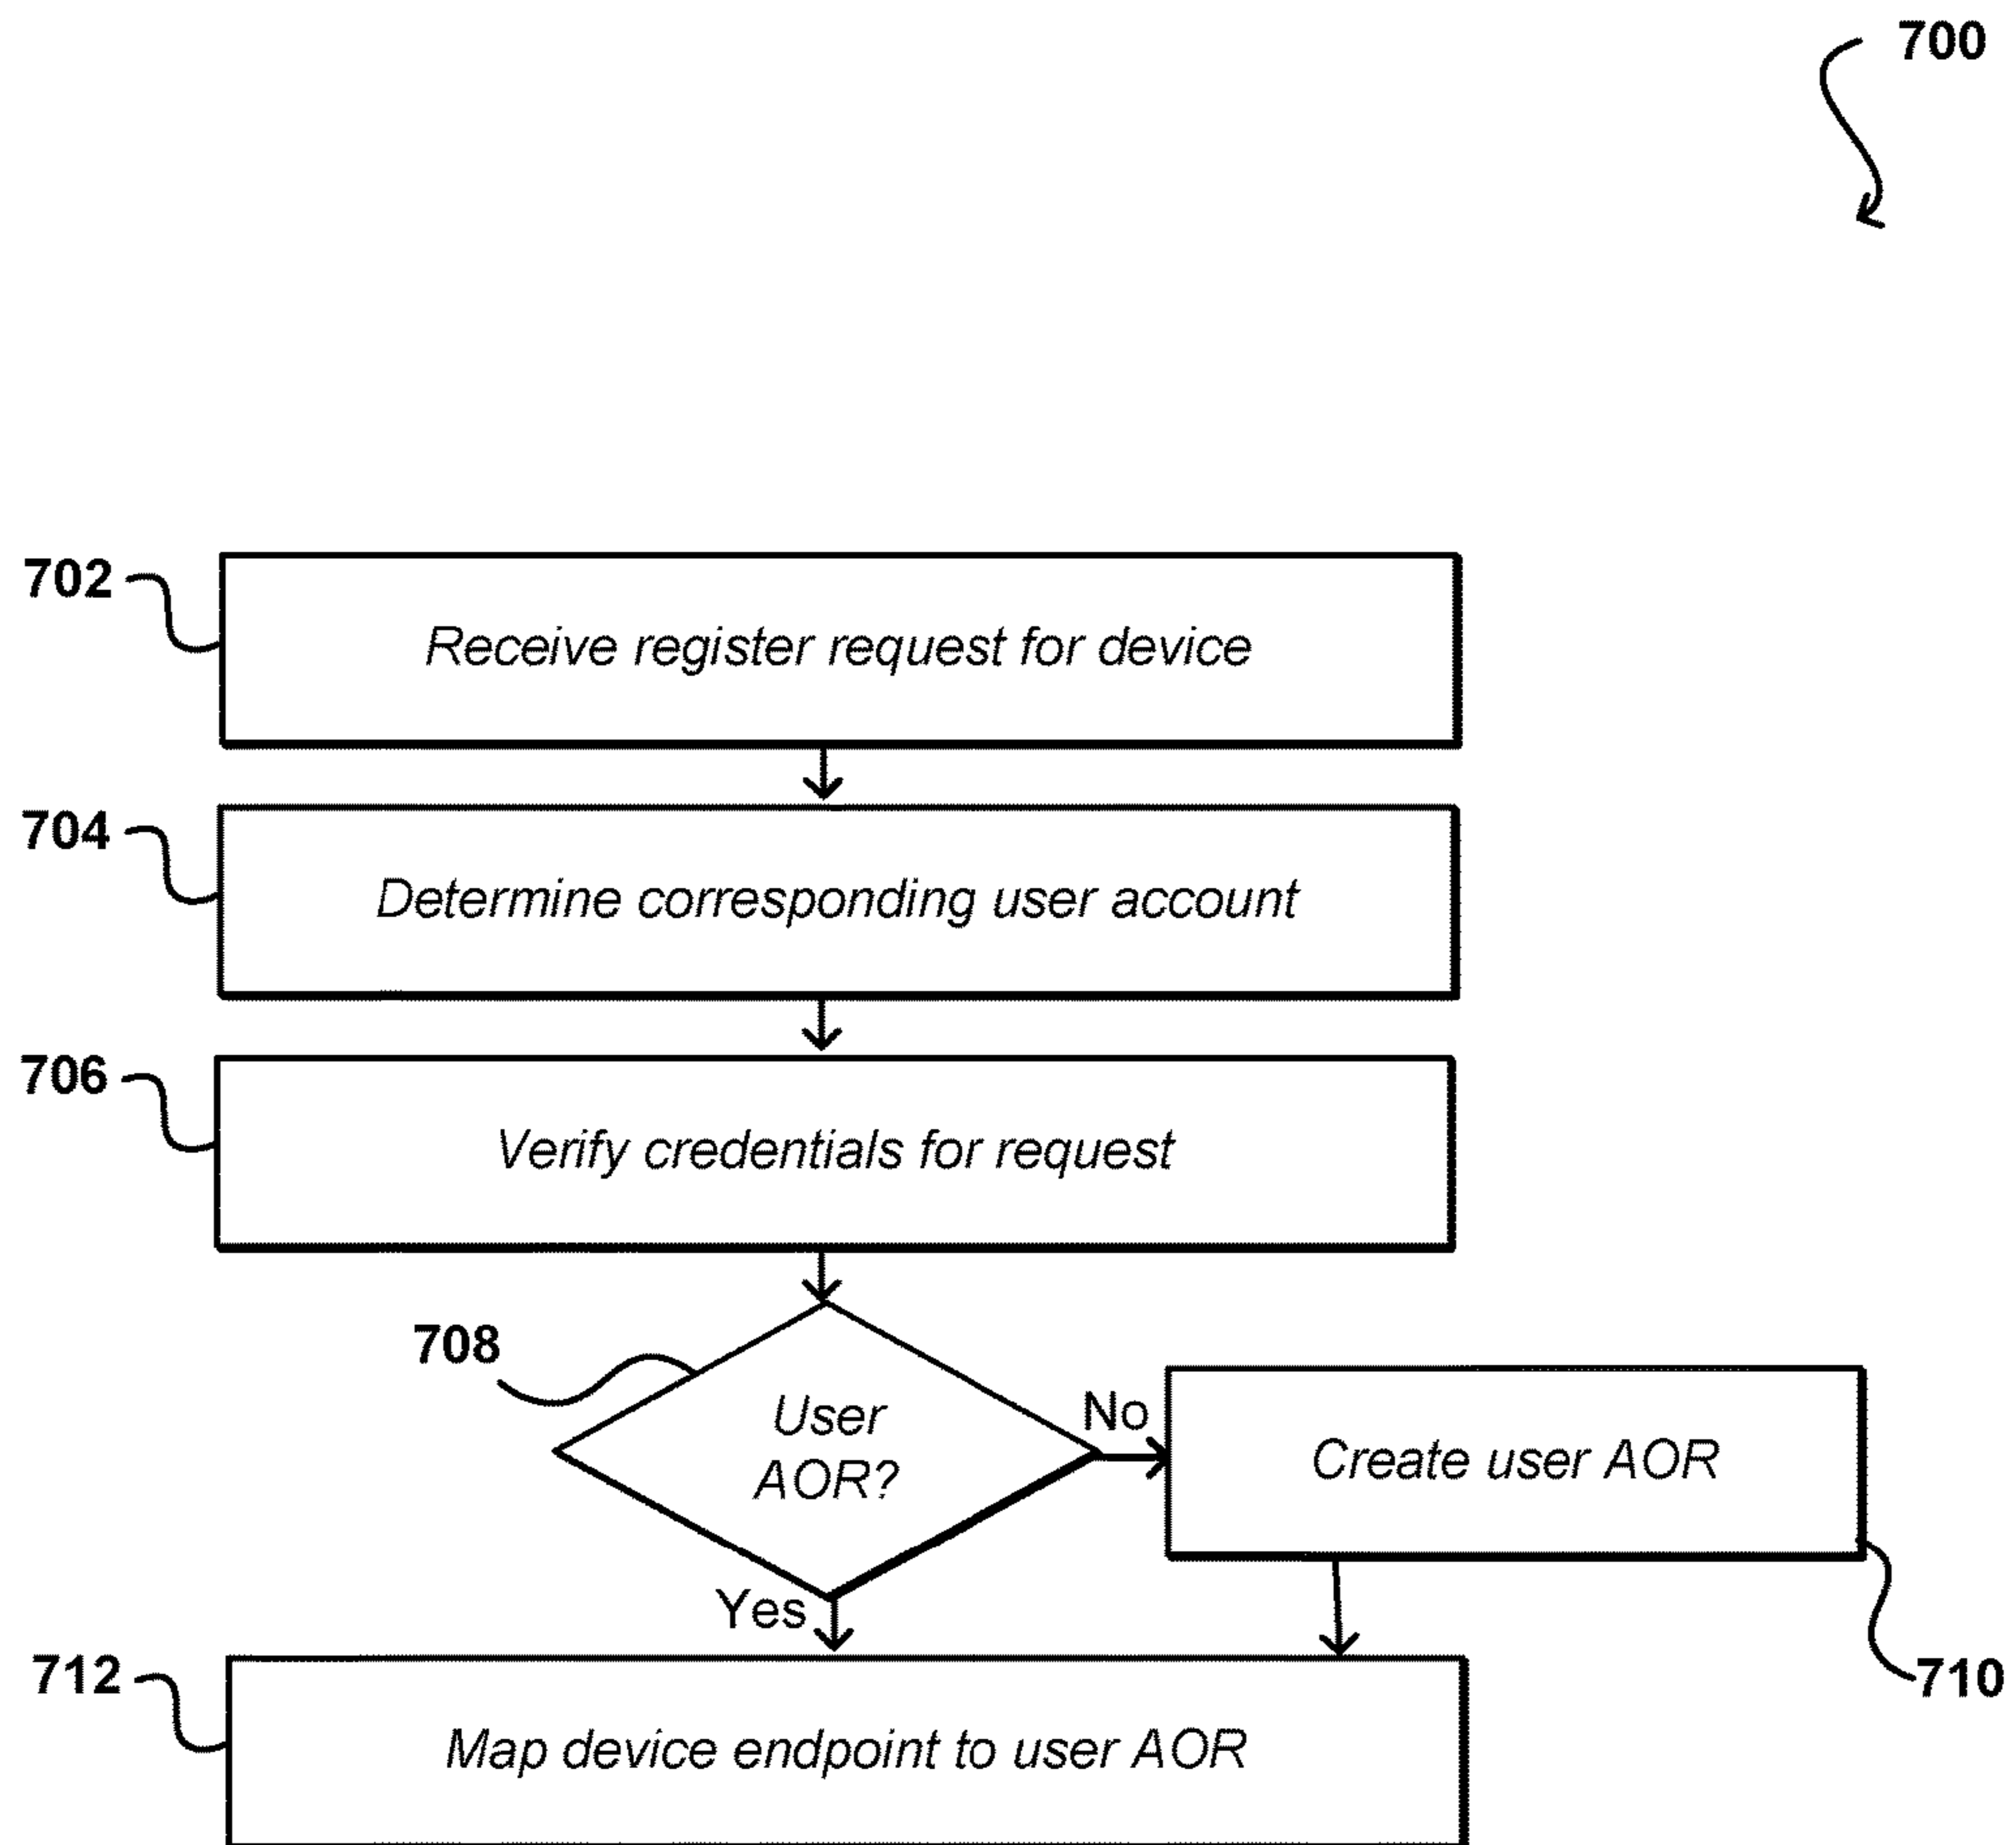 700
702
Receive register request for device
704
Determine corresponding user account
706
Verify credentials for request
708
User
AOR?
No
Create user AOR
Yes
710
712
Map device endpoint to user AOR